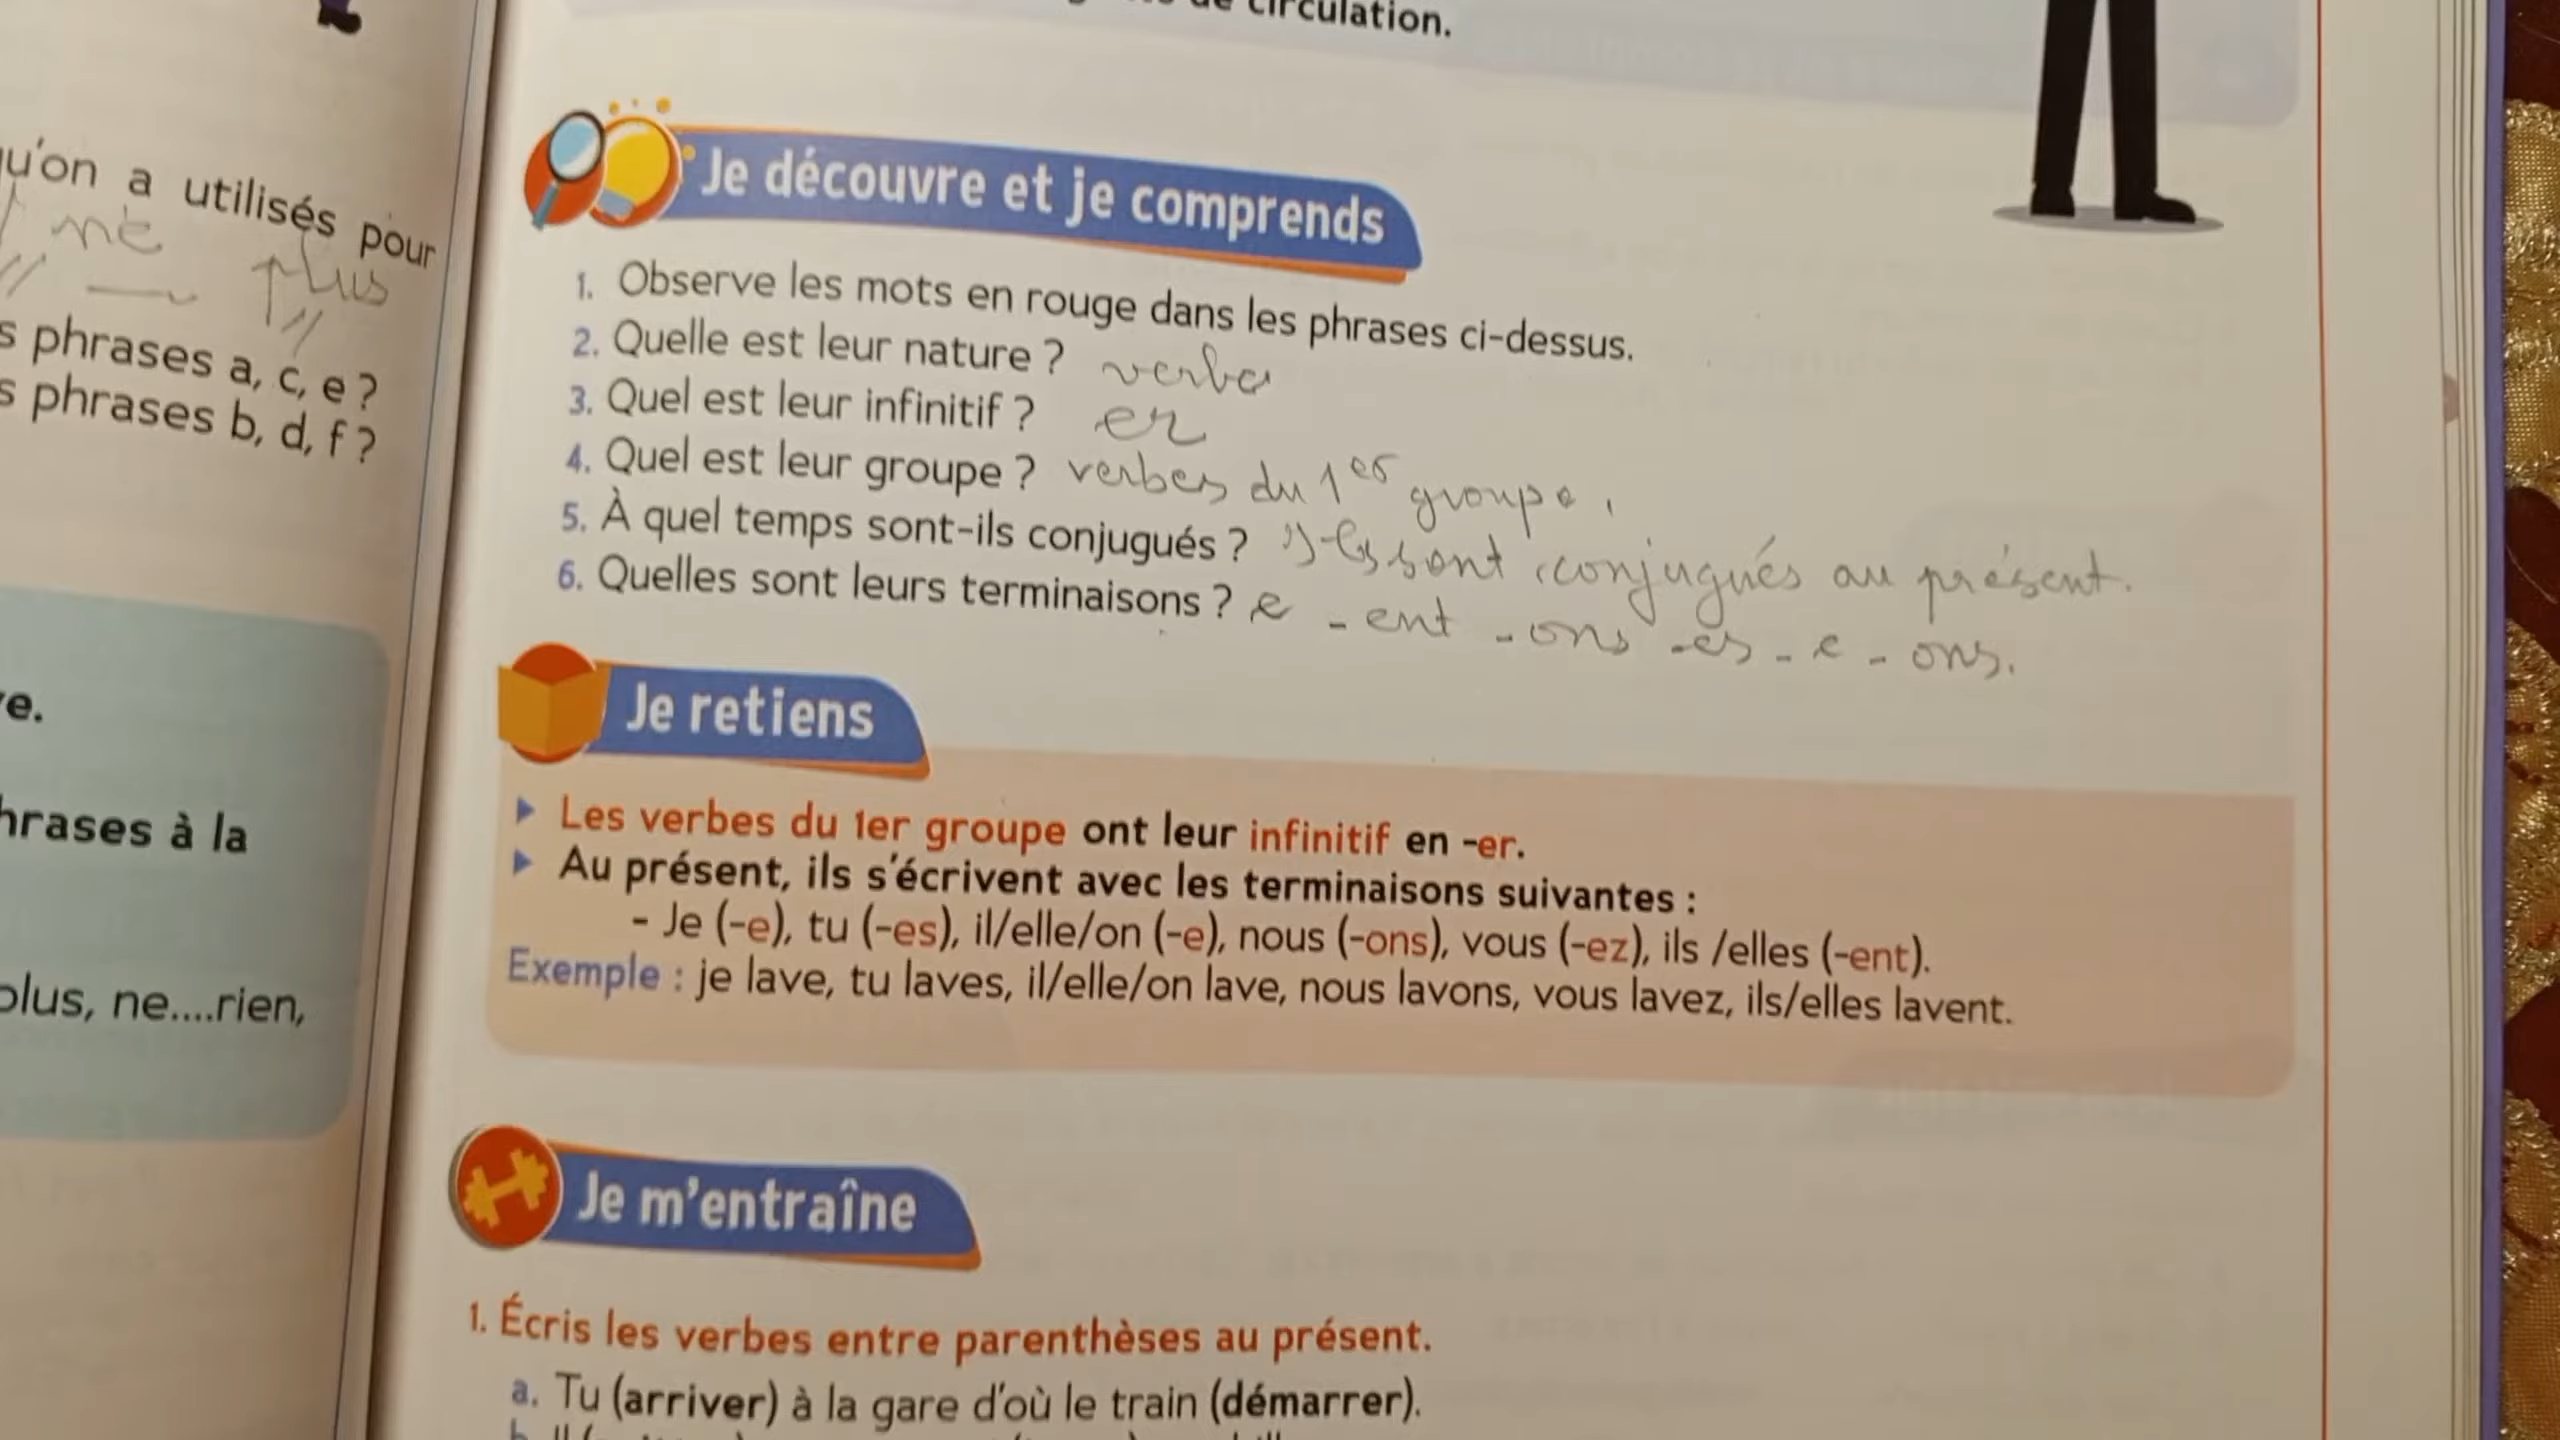 de circulation.
qu'on a utilisés pour
ne plus
s phrases a, c, e ?
s phrases b, d, f ?
e.
hrases à la
plus, ne....rien,
Je découvre et je comprends
1. Observe les mots en rouge dans les phrases ci-dessus.
2. Quelle est leur nature ? verbe
3. Quel est leur infinitif ? er
4. Quel est leur groupe ? verbes du 1er groupe.
5. À quel temps sont-ils conjugués ? Ils sont conjugués au présent.
6. Quelles sont leurs terminaisons ? e - ent - ons - es - e - ons.
Je retiens
Les verbes du 1er groupe ont leur infinitif en -er.
Au présent, ils s'écrivent avec les terminaisons suivantes :
- Je (-e), tu (-es), il/elle/on (-e), nous (-ons), vous (-ez), ils /elles (-ent).
Exemple : je lave, tu laves, il/elle/on lave, nous lavons, vous lavez, ils/elles lavent.
Je m'entraîne
1. Écris les verbes entre parenthèses au présent.
a. Tu (arriver) à la gare d'où le train (démarrer).